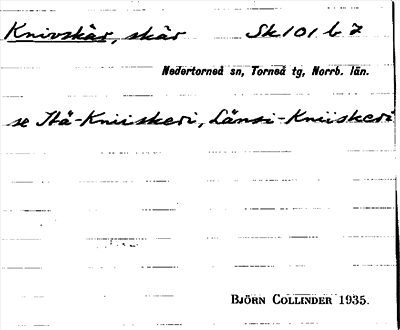 Knivskär, skär Sk 101 b 7
Nedertorneå sn, Torneå tg, Norrb. län.
se Itä-Kniiskeri, Länsi-Kniiskeri
BJÖRN COLLINDER 1935.